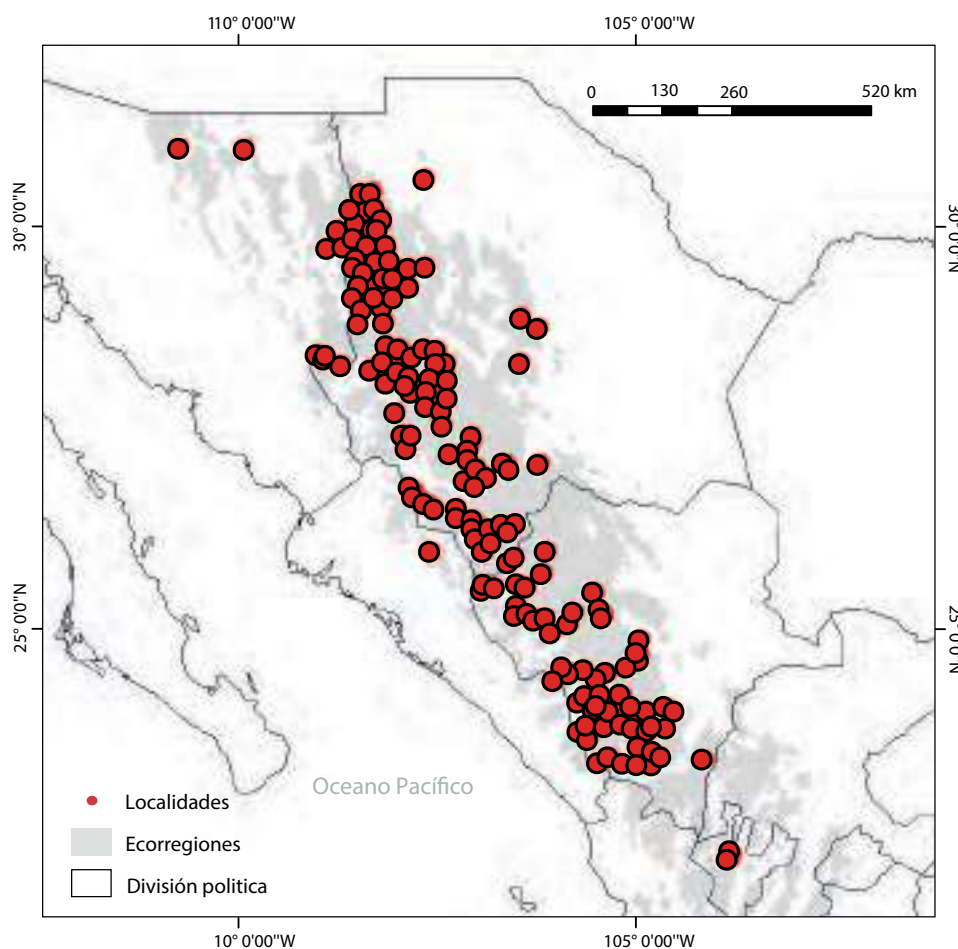 110° 0'00"W 105° 0'00"W
0 130 260 520 km
30° 0'0"N
30° 0'0"N
25° 0'0"N
25° 0'0"N
Oceano Pacífico
Localidades
Ecorregiones
División politica
10° 0'00"W 105° 0'00"W